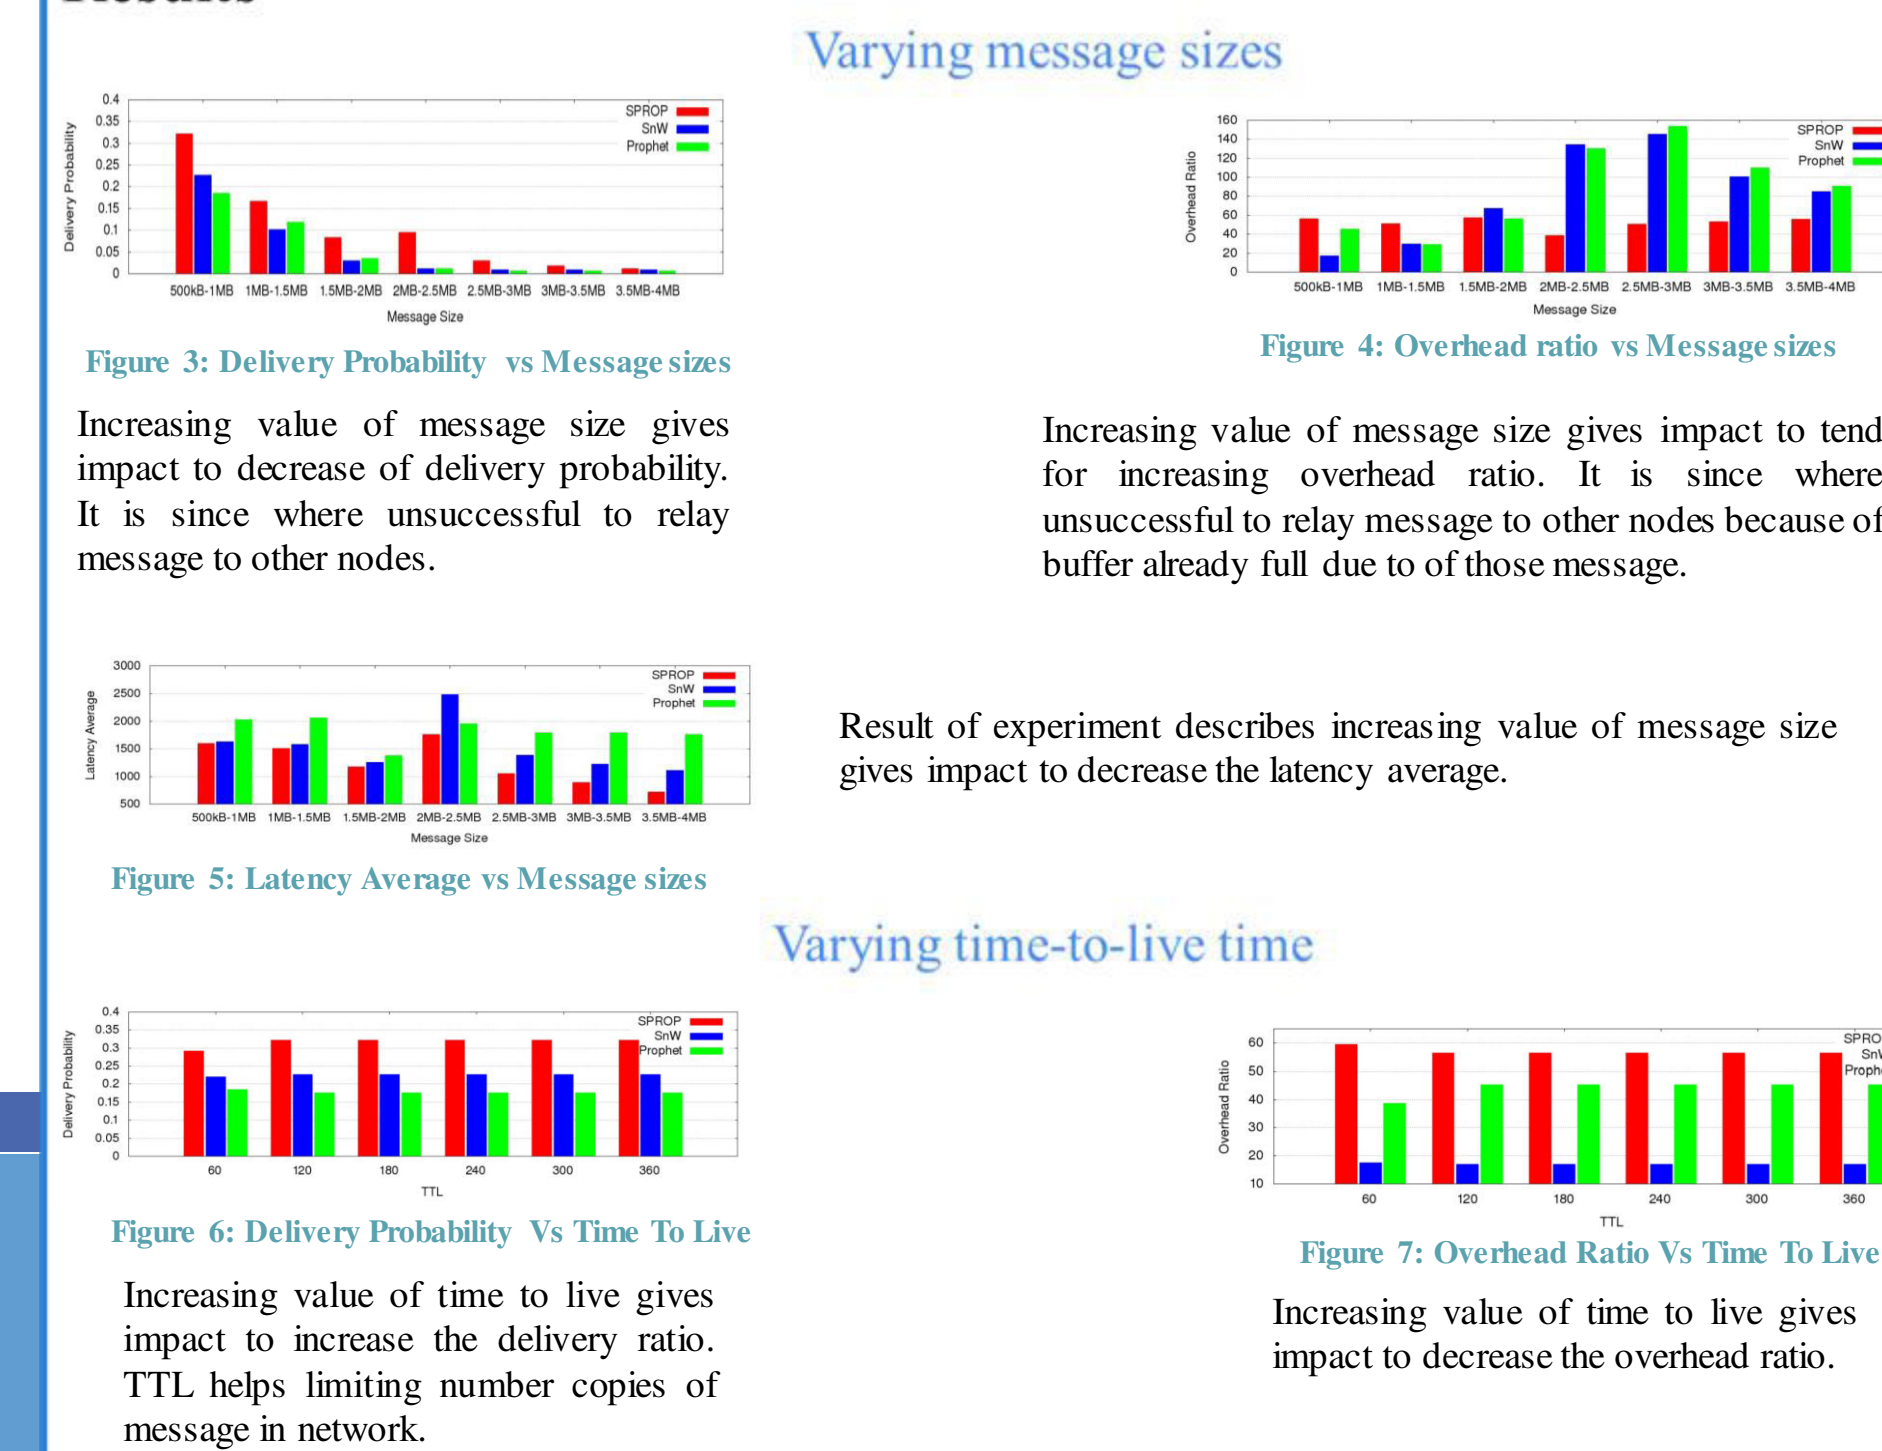 Results
Varying message sizes
0.4
0.35
0.3
0.25
0.2
0.15
0.1
0.05
0
Delivery Probability
SPROP
SnW
Prophet
500kB-1MB 1MB-1.5MB 1.5MB-2MB 2MB-2.5MB 2.5MB-3MB 3MB-3.5MB 3.5MB-4MB
Message Size
Figure 3: Delivery Probability vs Message sizes
Increasing value of message size gives
impact to decrease of delivery probability.
It is since where unsuccessful to relay
message to other nodes.
160
140
120
100
80
60
40
20
0
Overhead Ratio
SPROP
SnW
Prophet
500kB-1MB 1MB-1.5MB 1.5MB-2MB 2MB-2.5MB 2.5MB-3MB 3MB-3.5MB 3.5MB-4MB
Message Size
Figure 4: Overhead ratio vs Message sizes
Increasing value of message size gives impact to tend
for increasing overhead ratio. It is since where
unsuccessful to relay message to other nodes because of
buffer already full due to of those message.
3000
2500
2000
1500
1000
500
Latency Average
SPROP
SnW
Prophet
500kB-1MB 1MB-1.5MB 1.5MB-2MB 2MB-2.5MB 2.5MB-3MB 3MB-3.5MB 3.5MB-4MB
Message Size
Figure 5: Latency Average vs Message sizes
Result of experiment describes increasing value of message size
gives impact to decrease the latency average.
Varying time-to-live time
0.4
0.35
0.3
0.25
0.2
0.15
0.1
0.05
0
Delivery Probability
SPROP
SnW
Prophet
60 120 180 240 300 360
TTL
Figure 6: Delivery Probability Vs Time To Live
Increasing value of time to live gives
impact to increase the delivery ratio.
TTL helps limiting number copies of
message in network.
60
50
40
30
20
10
Overhead Ratio
SPRO
SnW
Prophe
60 120 180 240 300 360
TTL
Figure 7: Overhead Ratio Vs Time To Live
Increasing value of time to live gives
impact to decrease the overhead ratio.